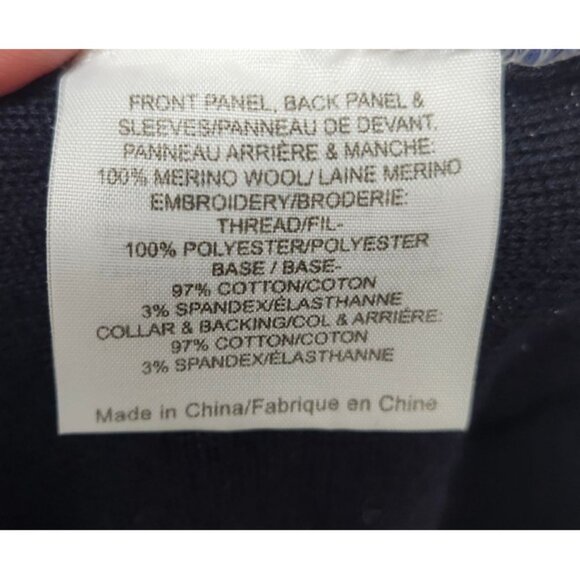 FRONT PANEL, BACK PANEL &
SLEEVES/PANNEAU DE DEVANT.
PANNEAU ARRIÈRE & MANCHE:
100% MERINO WOOL/ LAINE MERINO
EMBROIDERY/BRODERIE:
THREAD/FIL-
100% POLYESTER/POLYESTER
BASE / BASE-
97% COTTON/COTON
3% SPANDEX/ÉLASTHANNE
COLLAR & BACKING/COL & ARRIÈRE:
97% COTTON/COTON
3% SPANDEX/ÉLASTHANNE
Made in China/Fabrique en Chine